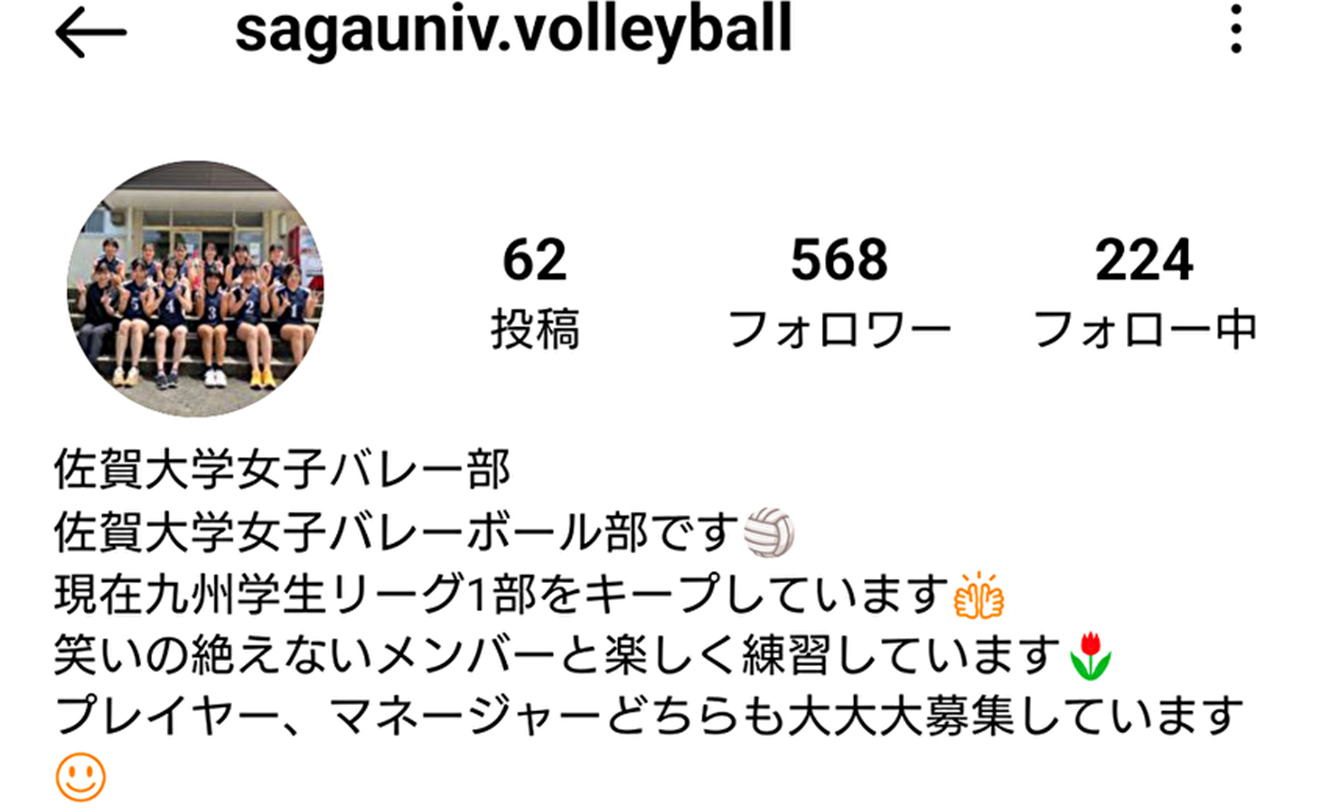 sagauniv.volleyball
62 568 224
投稿 フォロワー フォロー中
5 4 3 2 1
佐賀大学女子バレー部
佐賀大学女子バレーボール部です🏐
現在九州学生リーグ1部をキープしています🙌
笑いの絶えないメンバーと楽しく練習しています🌷
プレイヤー、マネージャーどちらも大大大募集しています
☺